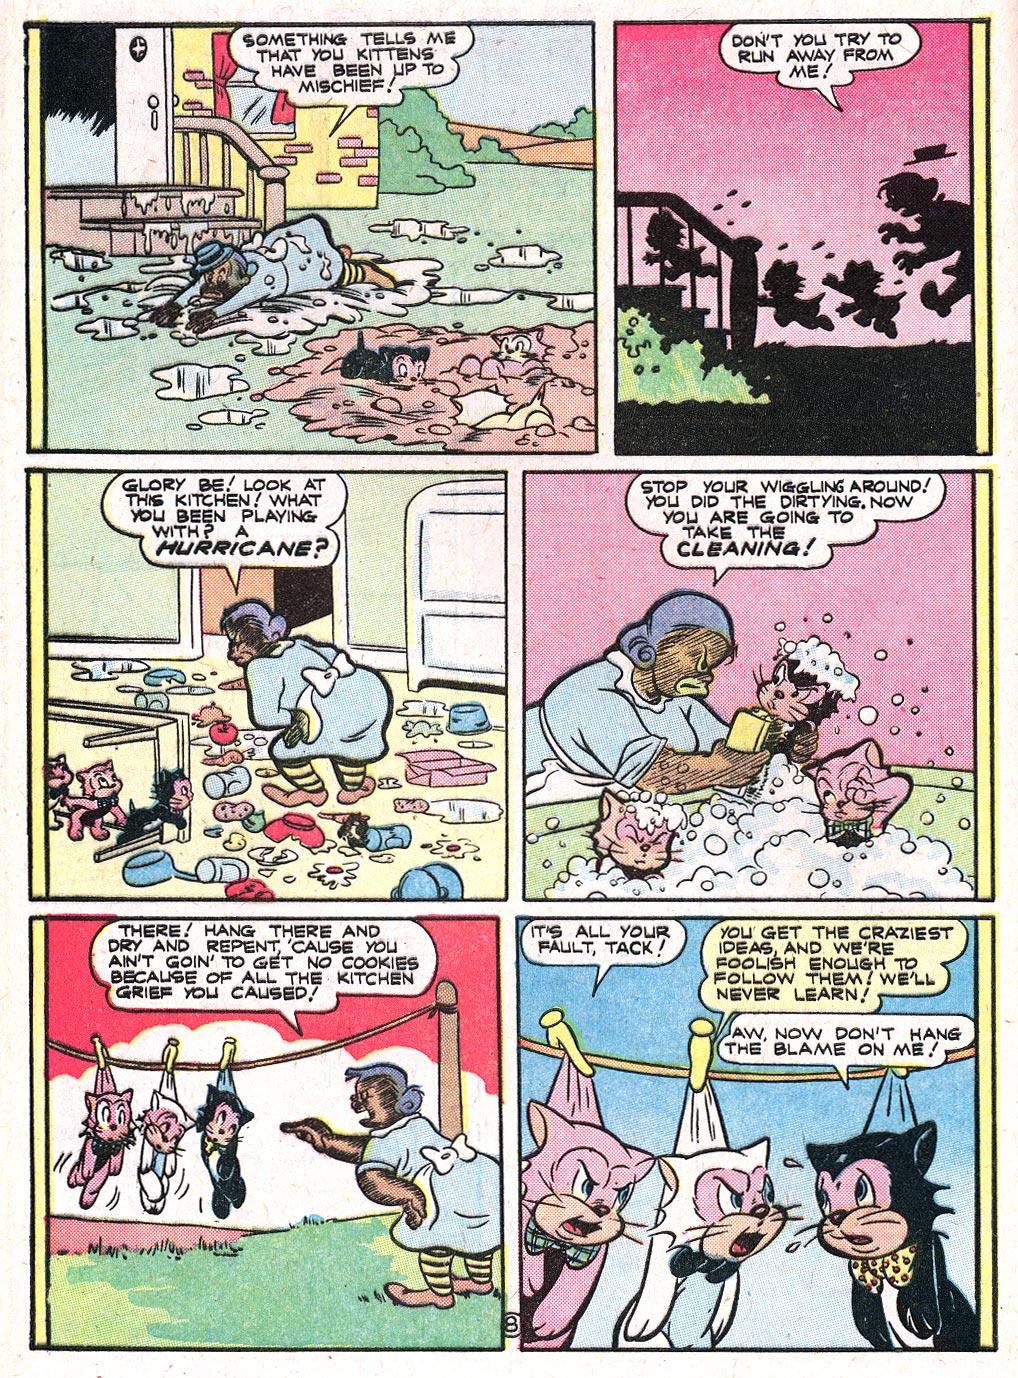 SOMETHING TELLS ME
THAT YOU KITTENS
HAVE BEEN UP TO
MISCHIEF!
DON'T YOU TRY TO
RUN AWAY FROM
ME!
GLORY BE! LOOK AT
THIS KITCHEN! WHAT
YOU BEEN PLAYING
WITH? A
HURRICANE?
STOP YOUR WIGGLING AROUND!
YOU DID THE DIRTYING. NOW
YOU ARE GOING TO
TAKE THE
CLEANING!
THERE! HANG THERE AND
DRY AND REPENT, 'CAUSE YOU
AIN'T GOIN' TO GET NO COOKIES
BECAUSE OF ALL THE KITCHEN
GRIEF YOU CAUSED!
IT'S ALL YOUR
FAULT, TACK!
YOU GET THE CRAZIEST
IDEAS, AND WE'RE
FOOLISH ENOUGH TO
FOLLOW THEM! WE'LL
NEVER LEARN!
AW, NOW DON'T HANG
THE BLAME ON ME!
8